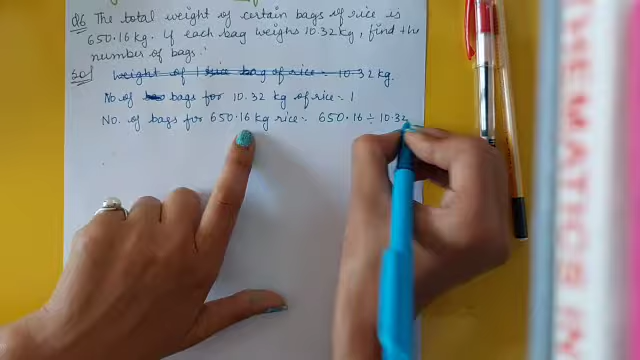 Q6 The total weight of certain bags of rice is
650.16 kg. If each bag weighs 10.32 kg, find the
number of bags.
Sol Weight of 1 rice bag of rice = 10.32 kg.
No of bags for 10.32 kg of rice = 1
No. of bags for 650.16 kg rice = 650.16 ÷ 10.32
THEMATICS IN